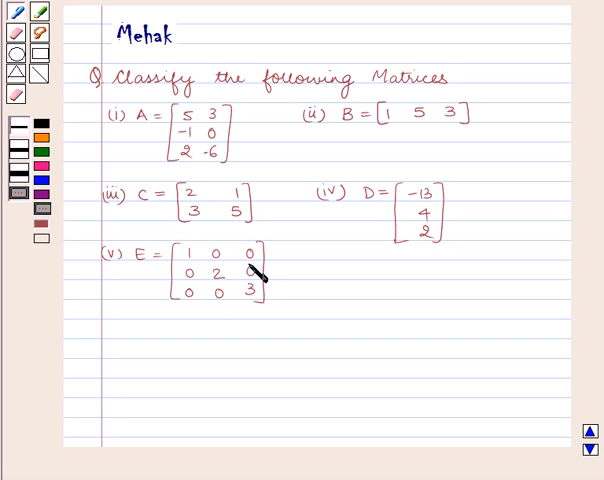 Mehak
Q Classify the following Matrices
(i) A = [ 5 3
-1 0
2 -6 ]
(ii) B = [ 1 5 3 ]
(iii) C = [ 2 1
3 5 ]
(iv) D = [ -13
4
2 ]
(v) E = [ 1 0 0
0 2 0
0 0 3 ]